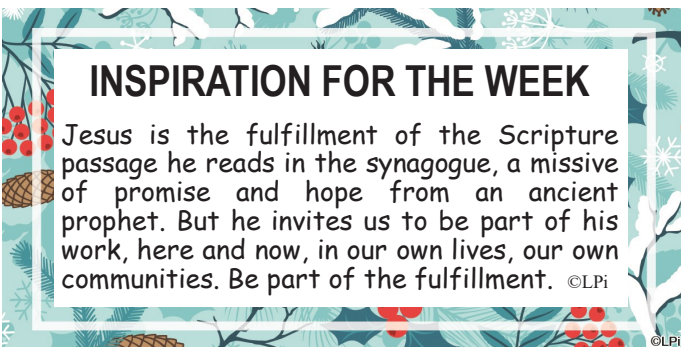 INSPIRATION FOR THE WEEK
Jesus is the fulfillment of the Scripture
passage he reads in the synagogue, a missive
of promise and hope from an ancient
prophet. But he invites us to be part of his
work, here and now, in our own lives, our own
communities. Be part of the fulfillment. ©LPi
©LPi